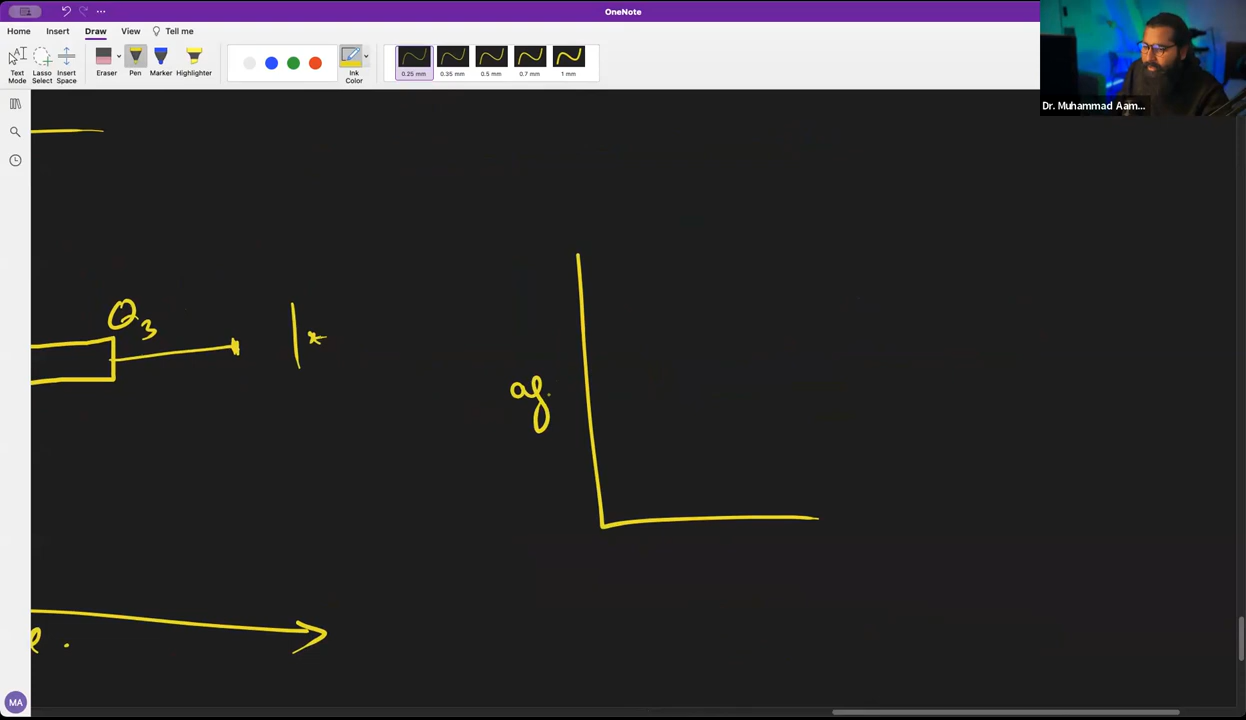 OneNote
Home Insert Draw View Tell me
Text Mode
Lasso Select
Insert Space
Eraser
Pen
Marker
Highlighter
Ink Color
0.25 mm
0.35 mm
0.5 mm
0.7 mm
1 mm
Dr. Muhammad Aam...
Q3
MA